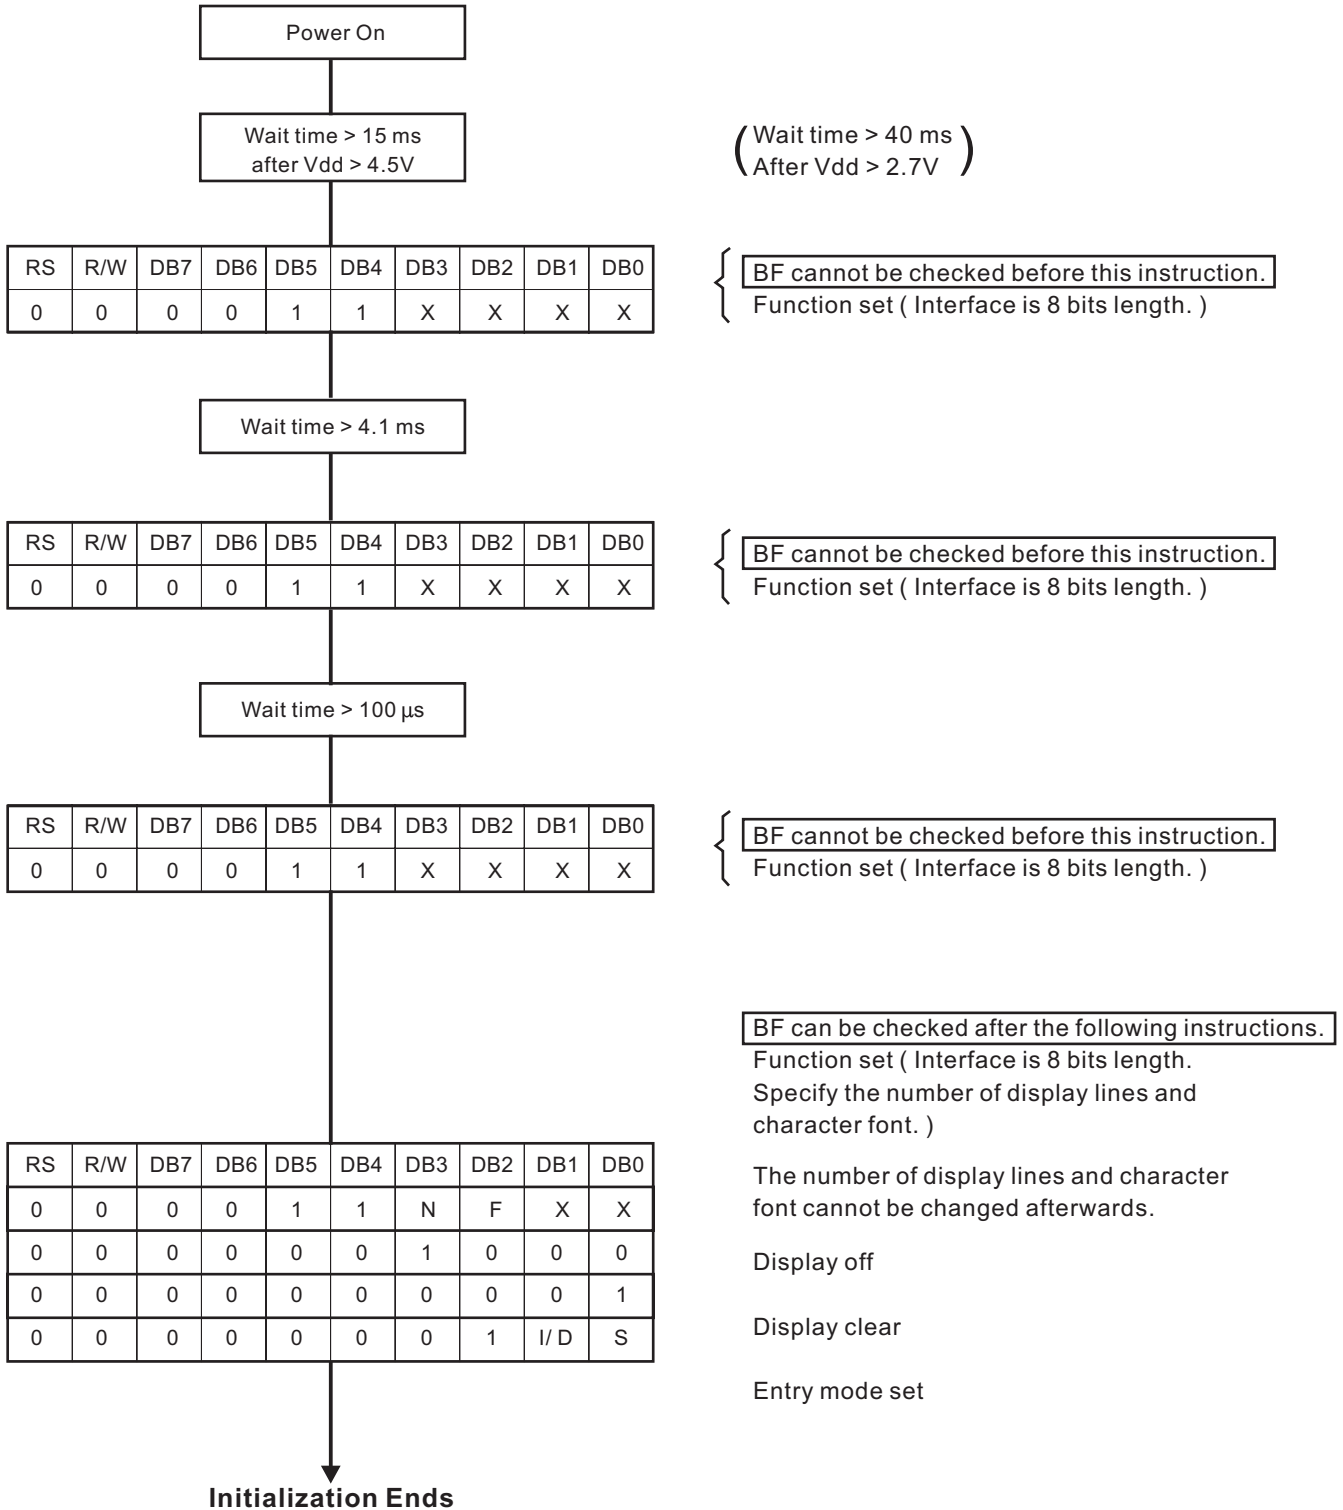 Power On
Wait time > 15 ms
after Vdd > 4.5V
Wait time > 40 ms
After Vdd > 2.7V
RS R/W DB7 DB6 DB5 DB4 DB3 DB2 DB1 DB0
0 0 0 0 1 1 X X X X
BF cannot be checked before this instruction.
Function set ( Interface is 8 bits length. )
Wait time > 4.1 ms
RS R/W DB7 DB6 DB5 DB4 DB3 DB2 DB1 DB0
0 0 0 0 1 1 X X X X
BF cannot be checked before this instruction.
Function set ( Interface is 8 bits length. )
Wait time > 100 µs
RS R/W DB7 DB6 DB5 DB4 DB3 DB2 DB1 DB0
0 0 0 0 1 1 X X X X
BF cannot be checked before this instruction.
Function set ( Interface is 8 bits length. )
BF can be checked after the following instructions.
Function set ( Interface is 8 bits length.
Specify the number of display lines and
character font. )
RS R/W DB7 DB6 DB5 DB4 DB3 DB2 DB1 DB0
0 0 0 0 1 1 N F X X
0 0 0 0 0 0 1 0 0 0
0 0 0 0 0 0 0 0 0 1
0 0 0 0 0 0 0 1 I/ D S
The number of display lines and character
font cannot be changed afterwards.
Display off
Display clear
Entry mode set
Initialization Ends